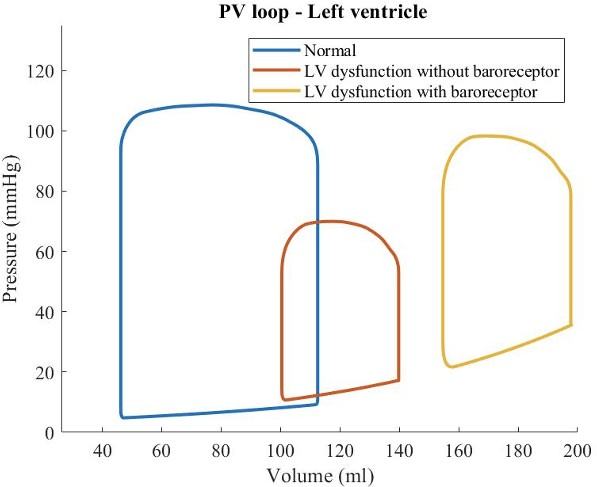 PV loop - Left ventricle
Normal
LV dysfunction without baroreceptor
LV dysfunction with baroreceptor
Pressure (mmHg)
120
100
80
60
40
20
0
40 60 80 100 120 140 160 180 200
Volume (ml)